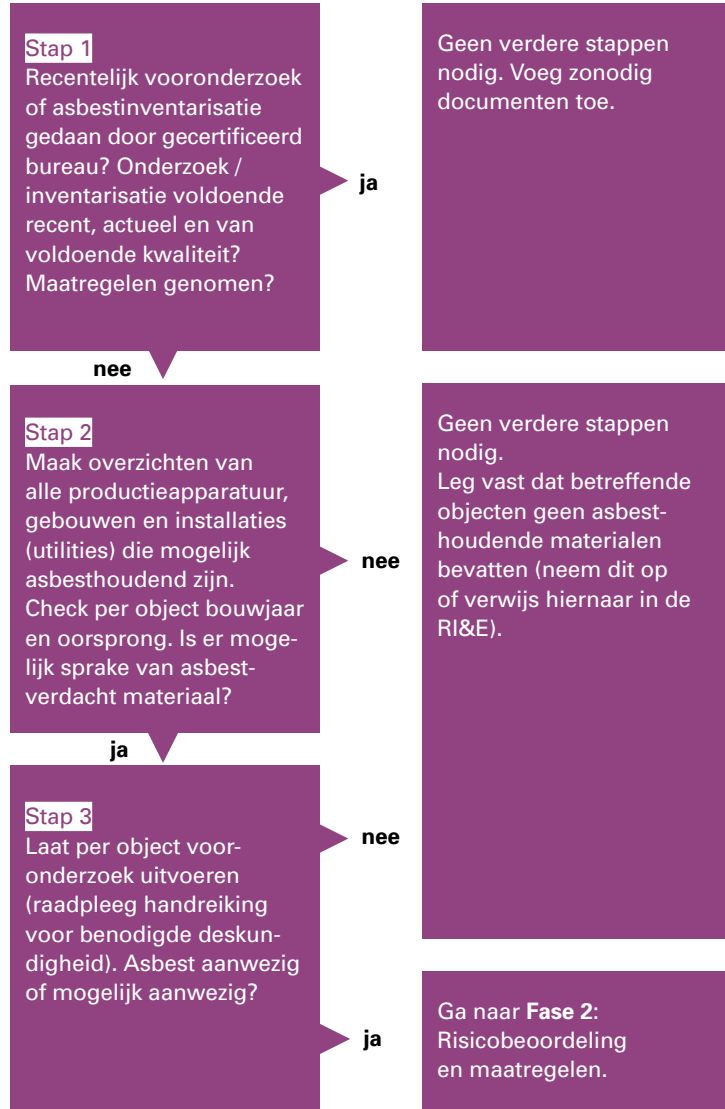 Stap 1
Recentelijk vooronderzoek
of asbestinventarisatie
gedaan door gecertificeerd
bureau? Onderzoek /
inventarisatie voldoende
recent, actueel en van
voldoende kwaliteit?
Maatregelen genomen?
ja
Geen verdere stappen
nodig. Voeg zonodig
documenten toe.
nee
Stap 2
Maak overzichten van
alle productieapparatuur,
gebouwen en installaties
(utilities) die mogelijk
asbesthoudend zijn.
Check per object bouwjaar
en oorsprong. Is er moge-
lijk sprake van asbest-
verdacht materiaal?
nee
Geen verdere stappen
nodig.
Leg vast dat betreffende
objecten geen asbest-
houdende materialen
bevatten (neem dit op
of verwijs hiernaar in de
RI&E).
ja
Stap 3
Laat per object voor-
onderzoek uitvoeren
(raadpleeg handreiking
voor benodigde deskun-
digheid). Asbest aanwezig
of mogelijk aanwezig?
nee
ja
Ga naar Fase 2:
Risicobeoordeling
en maatregelen.